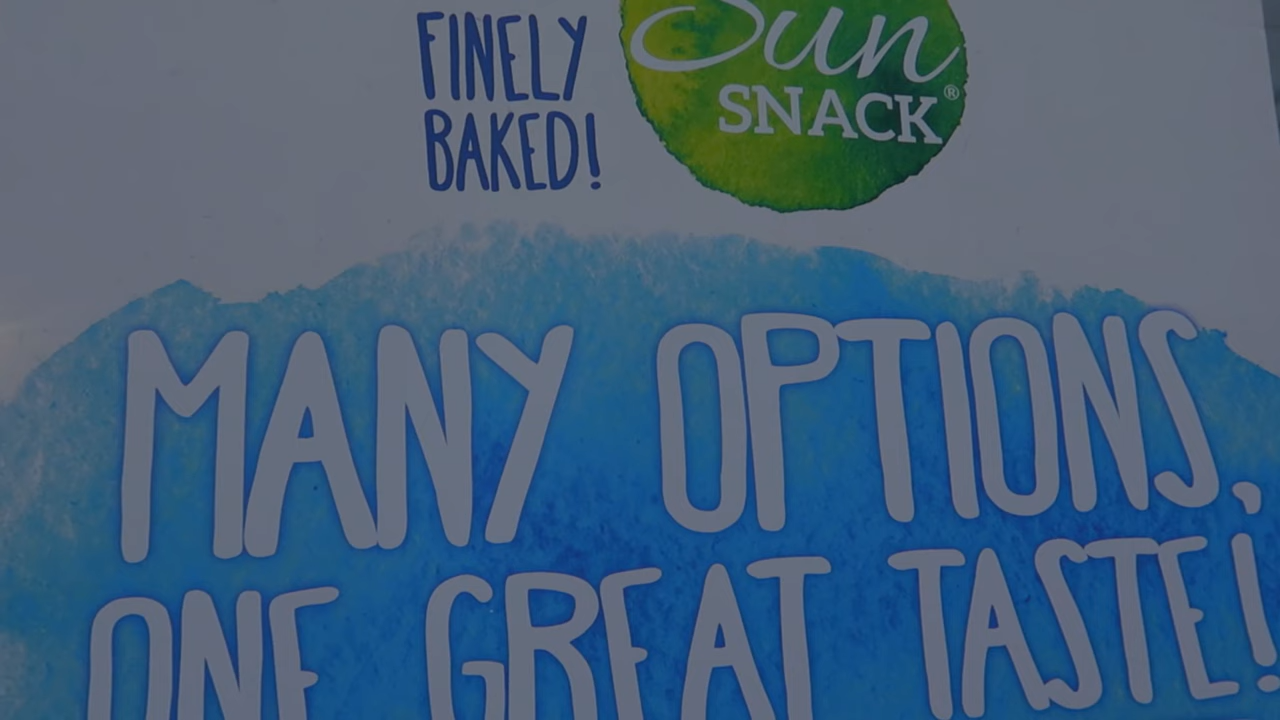 FINELY
BAKED!
Sun
SNACK®
MANY OPTIONS,
ONE GREAT TASTE!